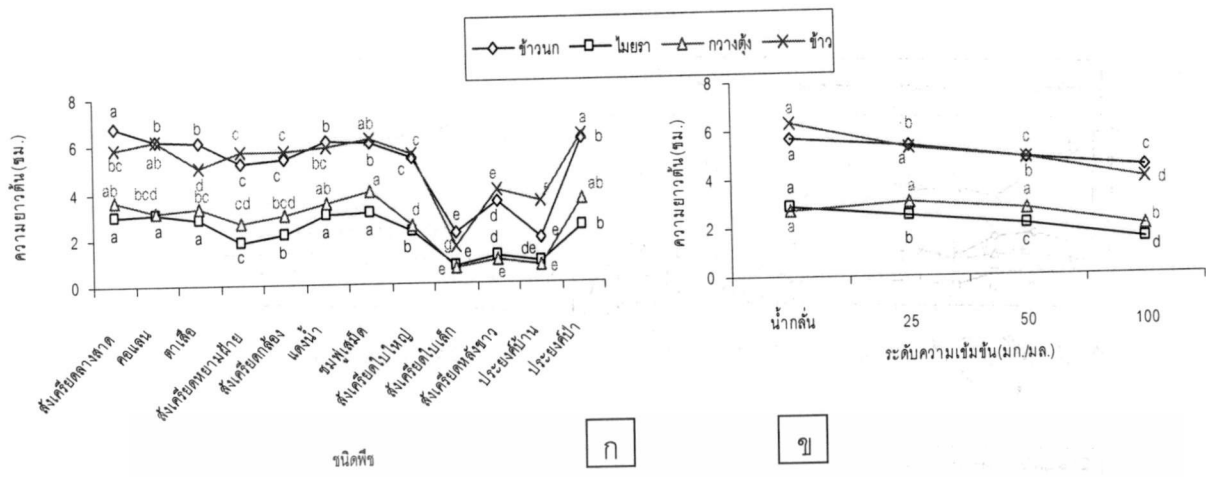 ข้าวนก ไมยรา กวางตุ้ง ข้าว
ความยาวต้น(ซม.)
8
6
4
2
0
a b b c c b ab c e d e a
bc ab d c c bc b c g d e b
ab bcd bc cd bcd ab a d e de ab
a a a c b a a b e e e b
สังเครียดลางสาด
คอแลน
ตาเสือ
สังเครียดหยามฝ้าย
สังเครียดกล้อง
แดงน้ำ
ชมพู่เสม็ด
สังเครียดใบใหญ่
สังเครียดใบเล็ก
สังเครียดหลังขาว
ประยงค์บ้าน
ประยงค์ป่า
ชนิดพืช
ก
ความยาวต้น(ซม.)
8
6
4
2
0
a b c c
a a b d
a a a b
a b c d
น้ำกลั่น 25 50 100
ระดับความเข้มข้น(มก./มล.)
ข